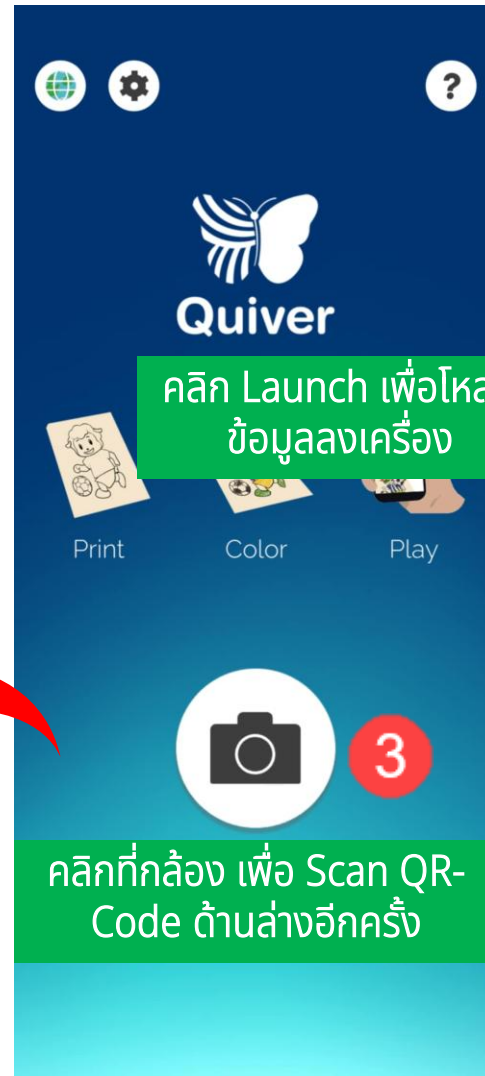 ?
Quiver
คลิก Launch เพื่อโหล
ข้อมูลลงเครื่อง
Print Color Play
3
คลิกที่กล้อง เพื่อ Scan QR-
Code ด้านล่างอีกครั้ง